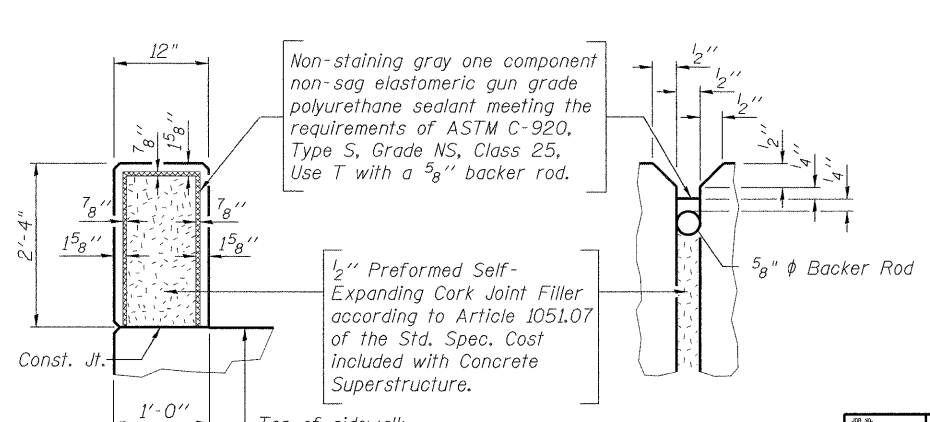 12"
Non-staining gray one component
non-sag elastomeric gun grade
polyurethane sealant meeting the
requirements of ASTM C-920,
Type S, Grade NS, Class 25,
Use T with a 5/8" backer rod.
1/2"
1/2"
1/2"
1/2"
1/4"
1/4"
7/8"
1 5/8"
2'-4"
7/8"
7/8"
1 5/8"
1 5/8"
5/8" ϕ Backer Rod
1/2" Preformed Self-
Expanding Cork Joint Filler
according to Article 1051.07
of the Std. Spec. Cost
included with Concrete
Superstructure.
Const. Jt.
1'-0"
Top of sidewalk